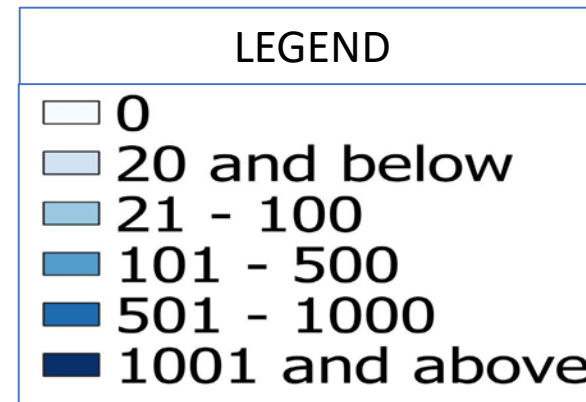 LEGEND
0
20 and below
21 - 100
101 - 500
501 - 1000
1001 and above